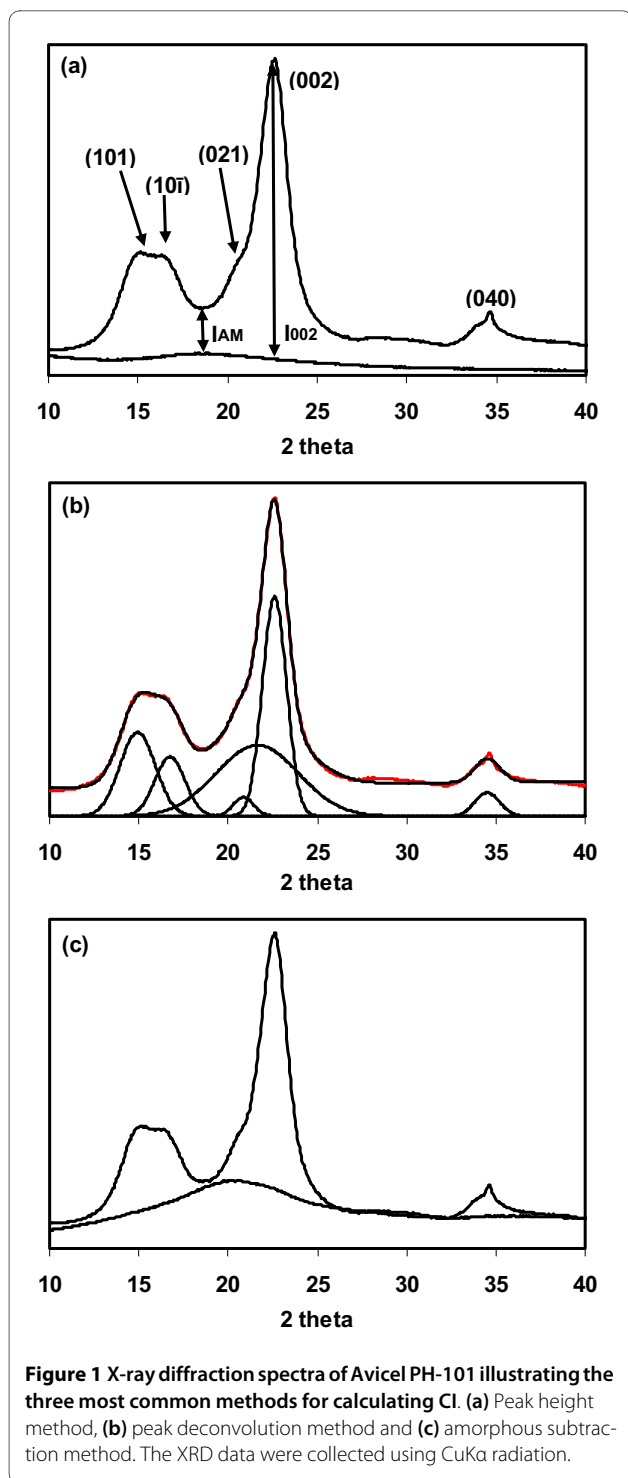 (a)
(002)
(101)
(10ī)
(021)
IAM
I002
(040)
10 15 20 25 30 35 40
2 theta
(b)
10 15 20 25 30 35 40
2 theta
(c)
10 15 20 25 30 35 40
2 theta
Figure 1 X-ray diffraction spectra of Avicel PH-101 illustrating the
three most common methods for calculating CI. (a) Peak height
method, (b) peak deconvolution method and (c) amorphous subtrac-
tion method. The XRD data were collected using CuKα radiation.